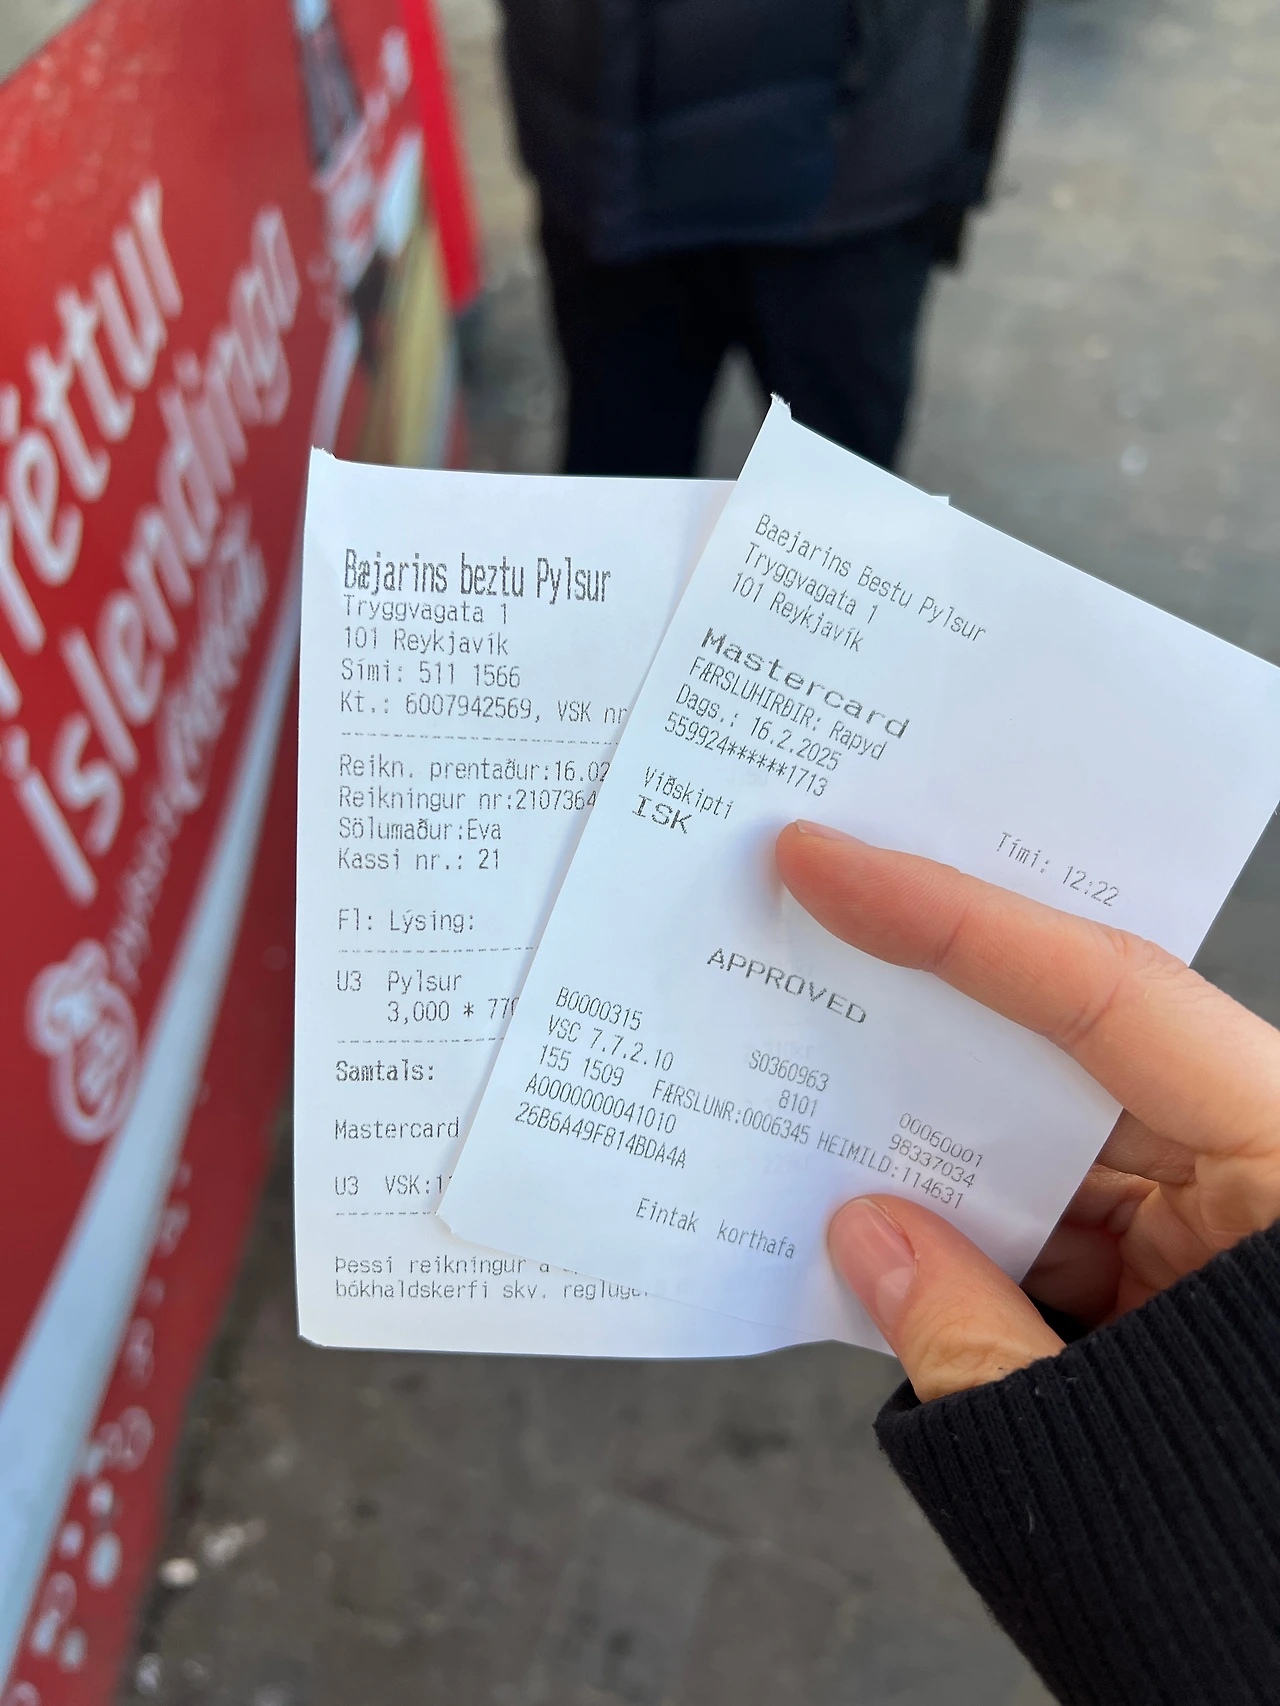 réttur
íslendinga
Bæjarins beztu Pylsur
Tryggvagata 1
101 Reykjavík
Sími: 511 1566
Kt.: 6007942569, VSK nr
Reikn. prentaður:16.02
Reikningur nr:2107364
Sölumaður:Eva
Kassi nr.: 21
Fl: Lýsing:
U3 Pylsur
3,000 * 770
Samtals:
Mastercard
U3 VSK:1
Þessi reikningur
bókhaldskerfi skv. reglug
Baejarins Bestu Pylsur
Tryggvagata 1
101 Reykjavík
Mastercard
FÆRSLUHIRÐIR: Rapyd
Dags.: 16.2.2025
559924******1713
Tími: 12:22
Viðskipti
ISK
APPROVED
B0000315 S0360963 00060001
VSC 7.7.2.10 8101 98337034
155 1509 FÆRSLUNR:0006345 HEIMILD:114631
A0000000041010
26B6A49F814BDA4A
Eintak korthafa